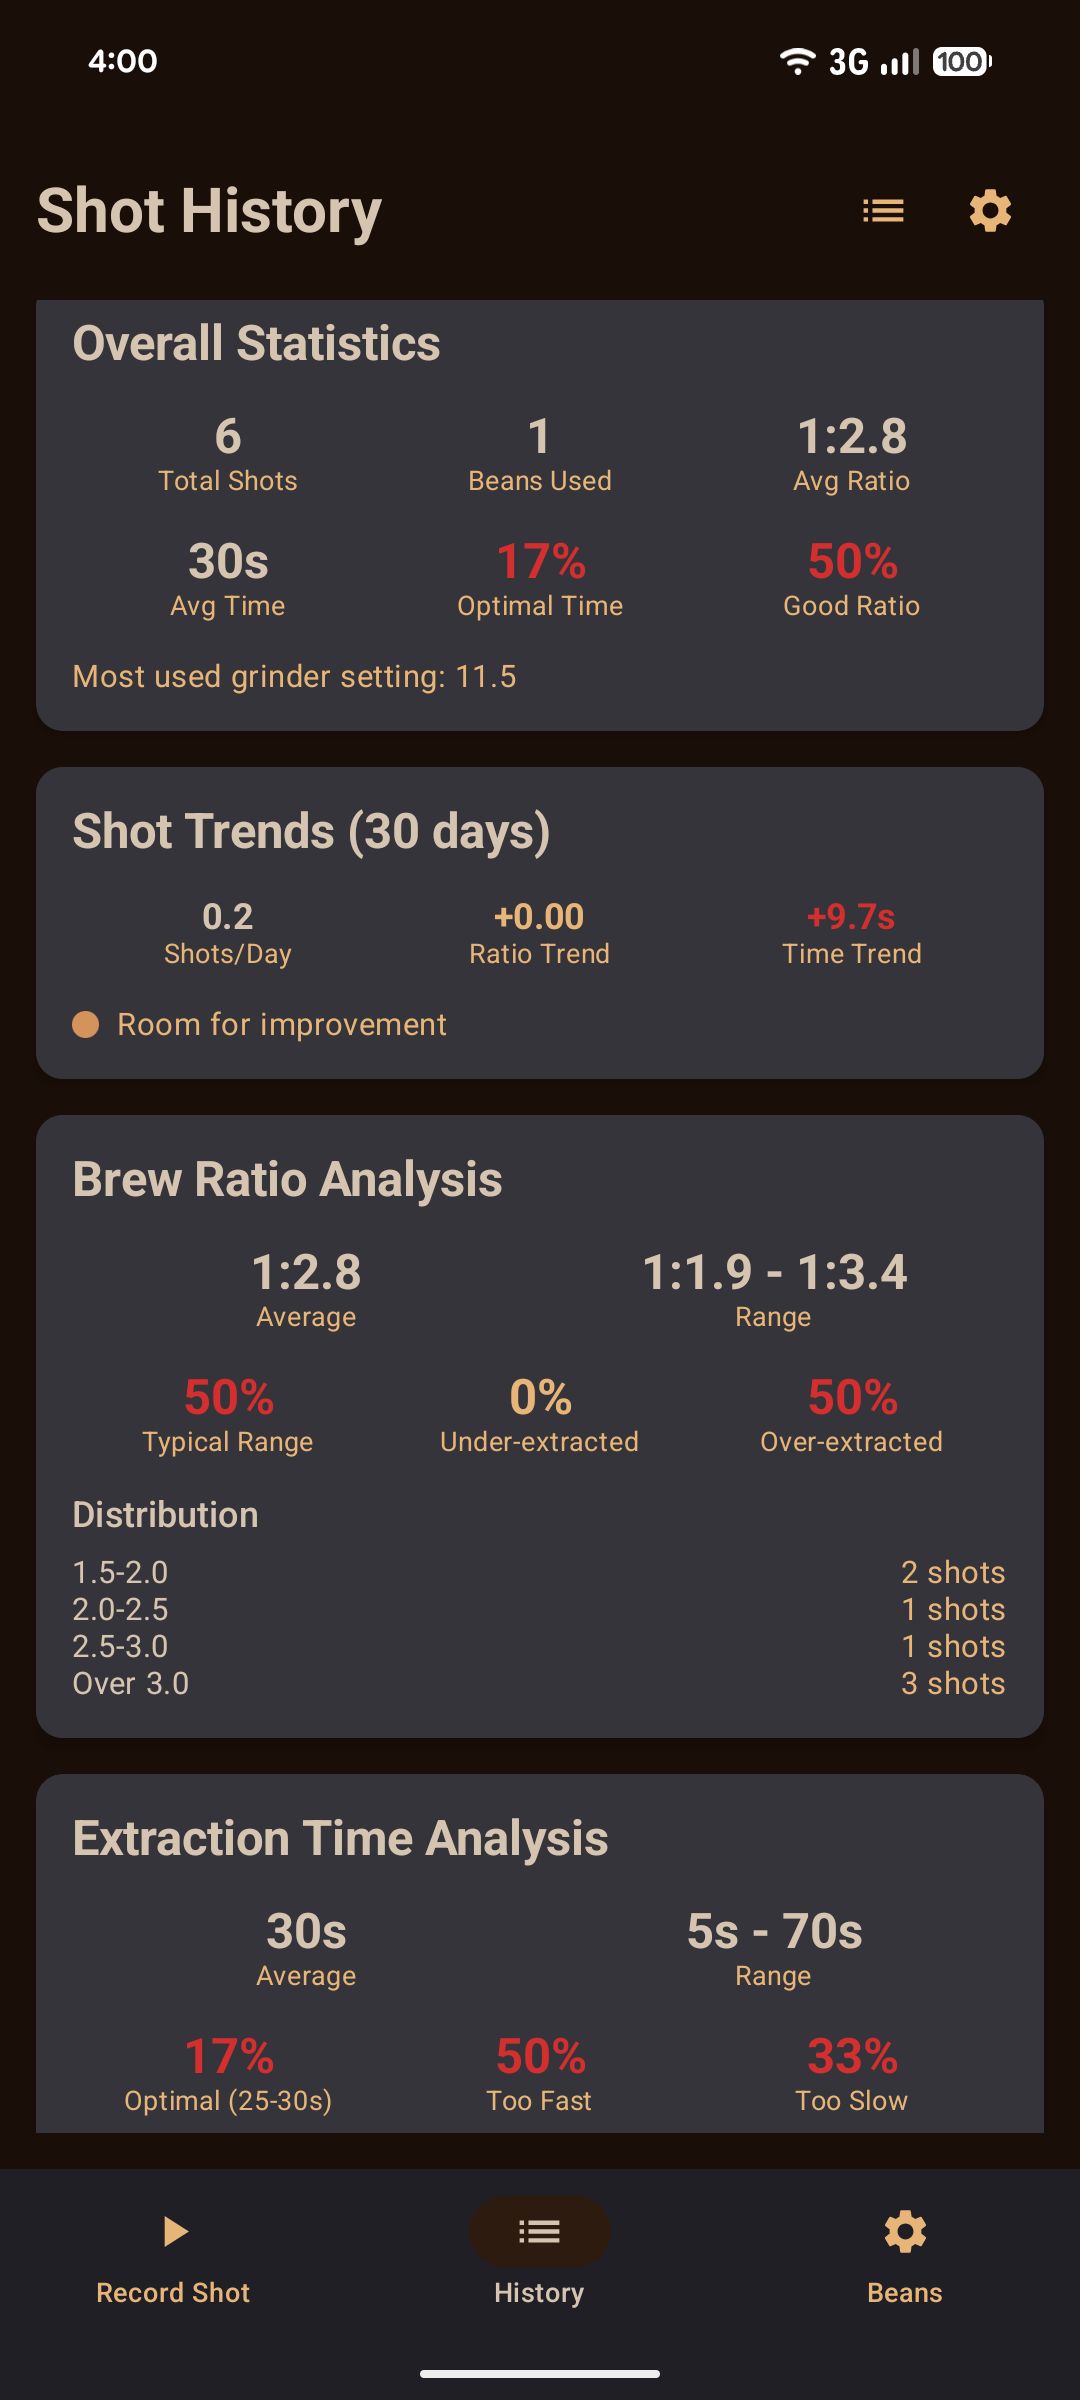 4:00
3G
100
Shot History
Overall Statistics
6
1
1:2.8
Total Shots
Beans Used
Avg Ratio
30s
17%
50%
Avg Time
Optimal Time
Good Ratio
Most used grinder setting: 11.5
Shot Trends (30 days)
0.2
+0.00
+9.7s
Shots/Day
Ratio Trend
Time Trend
Room for improvement
Brew Ratio Analysis
1:2.8
1:1.9 - 1:3.4
Average
Range
50%
0%
50%
Typical Range
Under-extracted
Over-extracted
Distribution
1.5-2.0 2 shots
2.0-2.5 1 shots
2.5-3.0 1 shots
Over 3.0 3 shots
Extraction Time Analysis
30s
5s - 70s
Average
Range
17%
50%
33%
Optimal (25-30s)
Too Fast
Too Slow
Record Shot
History
Beans